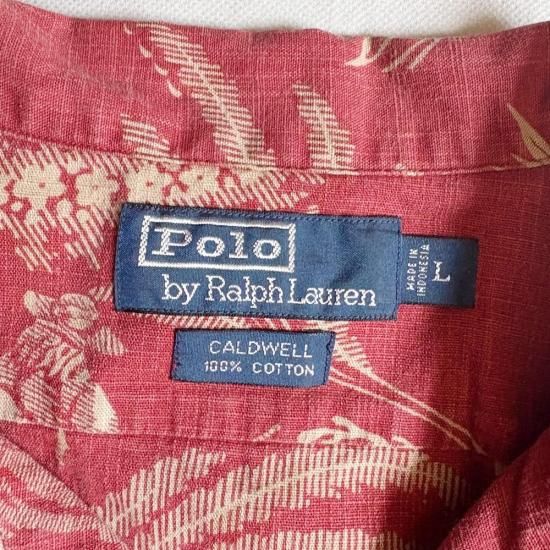 Polo
by Ralph Lauren
MADE IN
INDONESIA
L
CALDWELL
100% COTTON